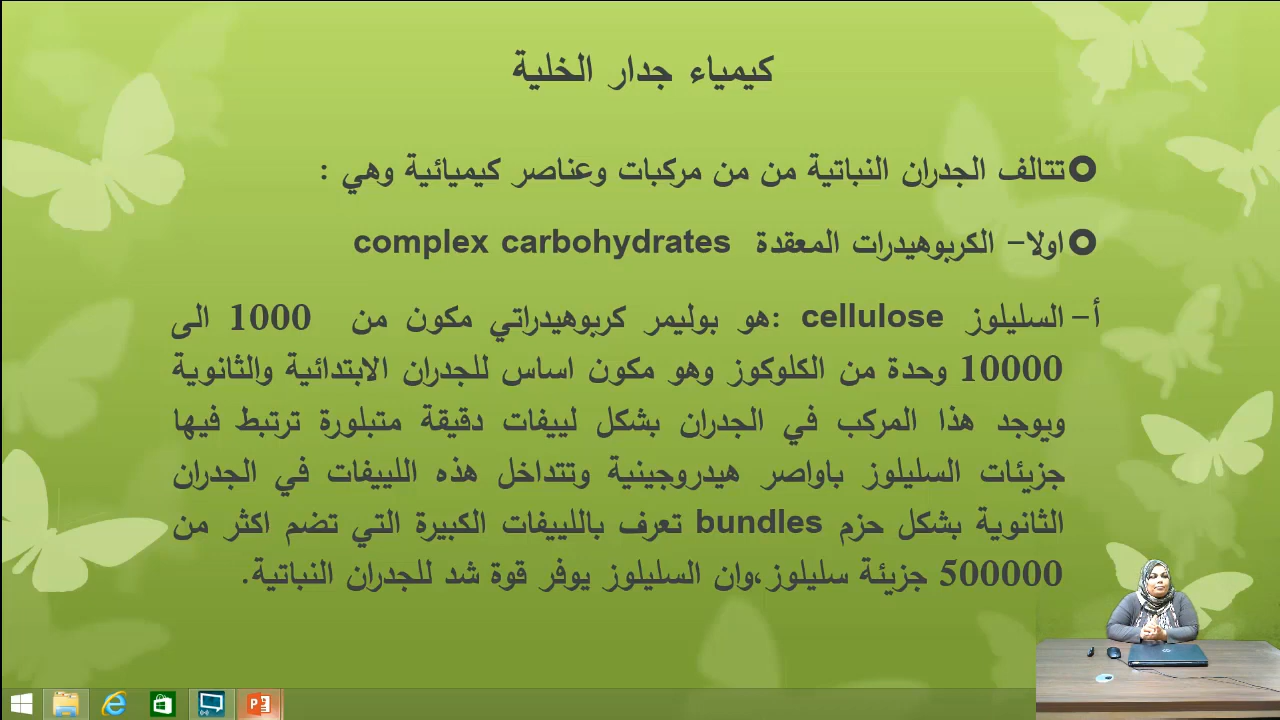 كيمياء جدار الخلية
تتالف الجدران النباتية من من مركبات وعناصر كيميائية وهي :
اولا- الكربوهيدرات المعقدة complex carbohydrates
أ- السليلوز cellulose :هو بوليمر كربوهيدراتي مكون من 1000 الى
10000 وحدة من الكلوكوز وهو مكون اساس للجدران الابتدائية والثانوية
ويوجد هذا المركب في الجدران بشكل لييفات دقيقة متبلورة ترتبط فيها
جزيئات السليلوز باواصر هيدروجينية وتتداخل هذه اللييفات في الجدران
الثانوية بشكل حزم bundles تعرف باللييفات الكبيرة التي تضم اكثر من
500000 جزيئة سليلوز،وان السليلوز يوفر قوة شد للجدران النباتية.